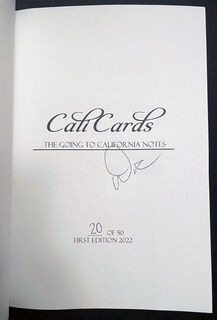 Cali Cards
THE GOING TO CALIFORNIA NOTES
20 OF 50
FIRST EDITION 2022